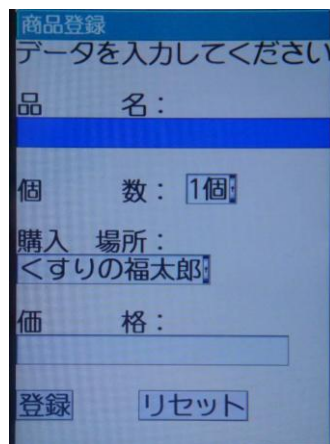 商品登録
データを入力してください
品　　名：
個　　数： 1個
購入　場所：
くすりの福太郎
価　　格：
登録　　リセット